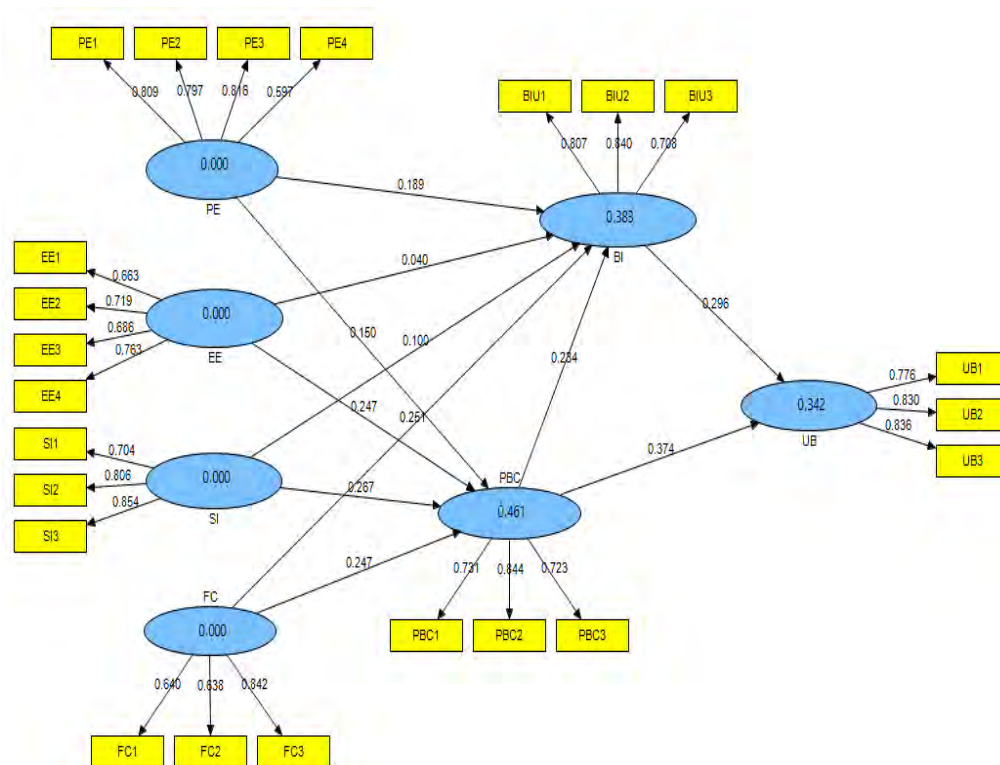 PE1 PE2 PE3 PE4
0.809 0.797 0.816 0.597
0.000
PE
BIU1 BIU2 BIU3
0.807 0.840 0.708
0.383
BI
0.189
0.040
0.150
0.100
0.261
0.234
0.296
EE1
EE2
EE3
EE4
0.663
0.719
0.686
0.763
0.000
EE
0.247
SI1
SI2
SI3
0.704
0.806
0.854
0.000
SI
0.267
0.374
0.342
UB
0.776
0.830
0.836
UB1
UB2
UB3
PBC
0.461
0.731 0.844 0.723
PBC1 PBC2 PBC3
0.247
FC
0.000
0.640 0.638 0.842
FC1 FC2 FC3